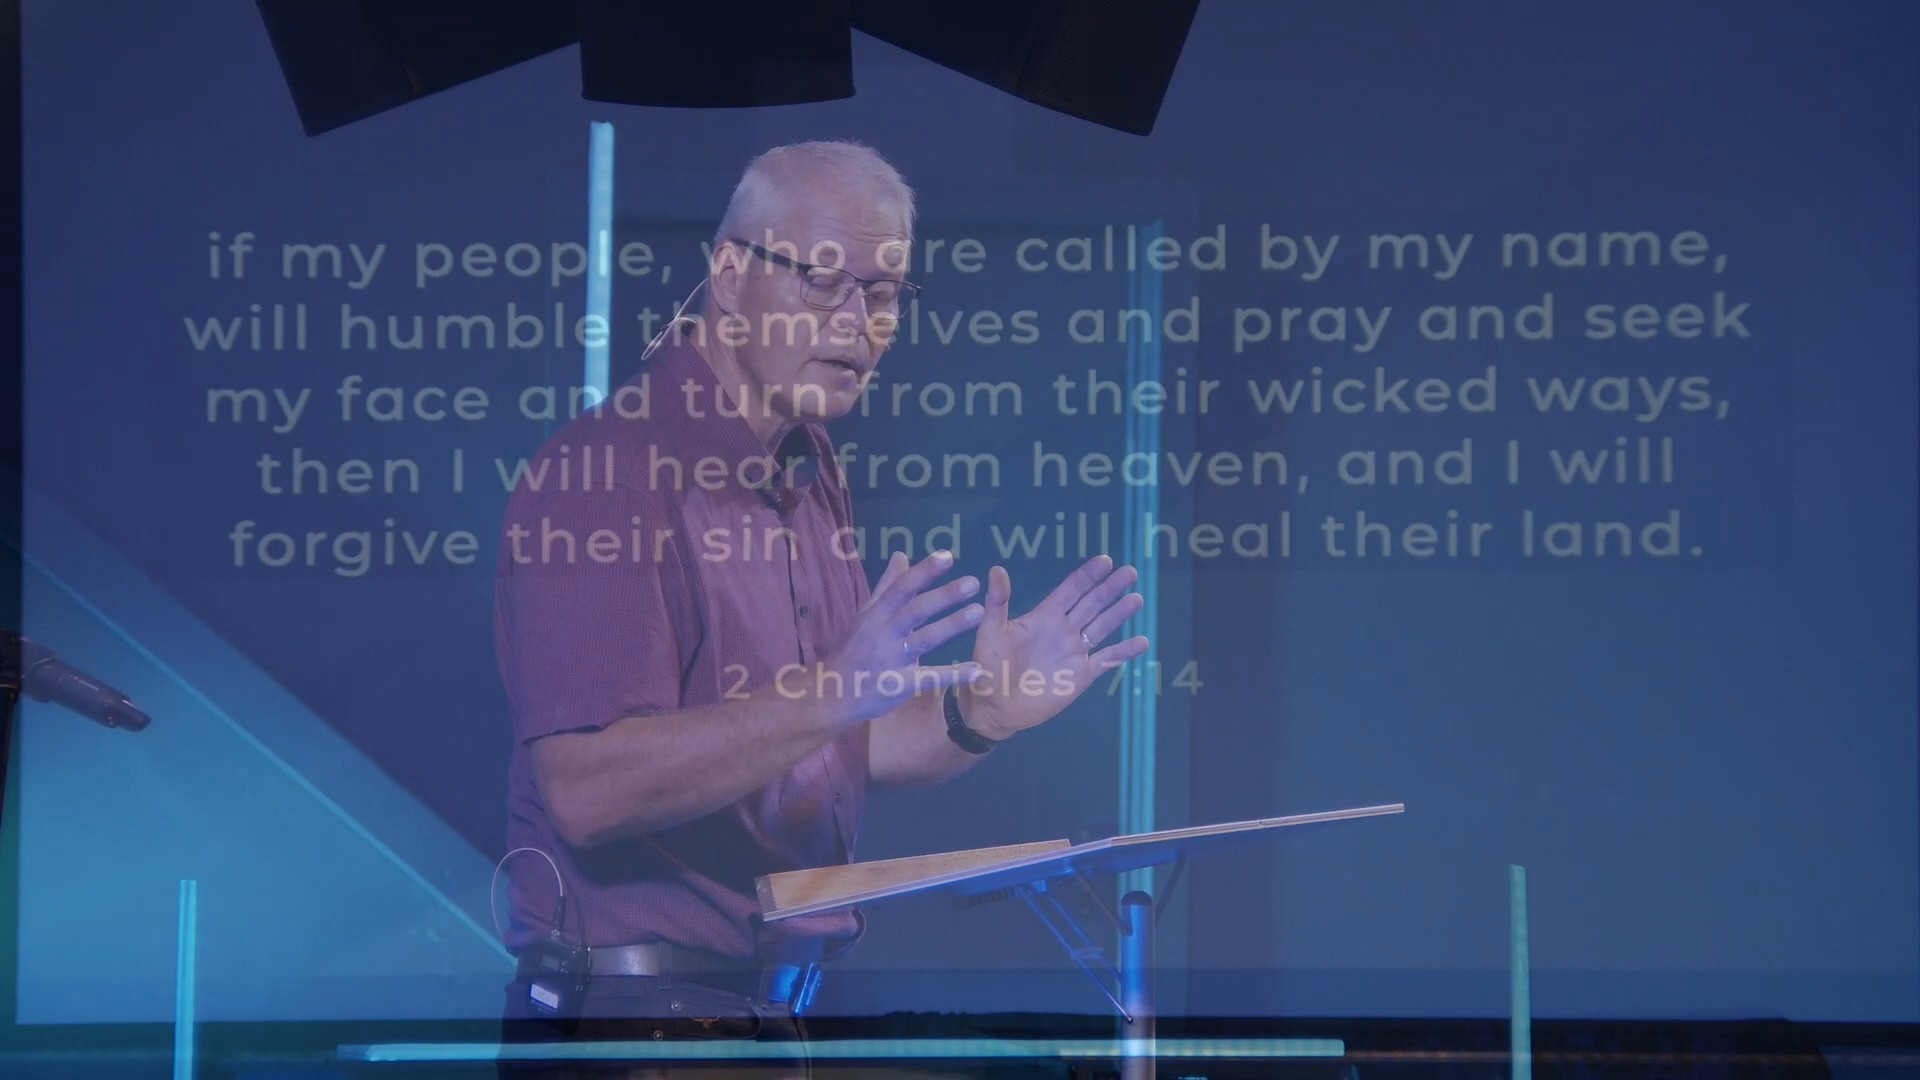 if my people, who are called by my name,
will humble themselves and pray and seek
my face and turn from their wicked ways,
then I will hear from heaven, and I will
forgive their sin and will heal their land.
2 Chronicles 7:14